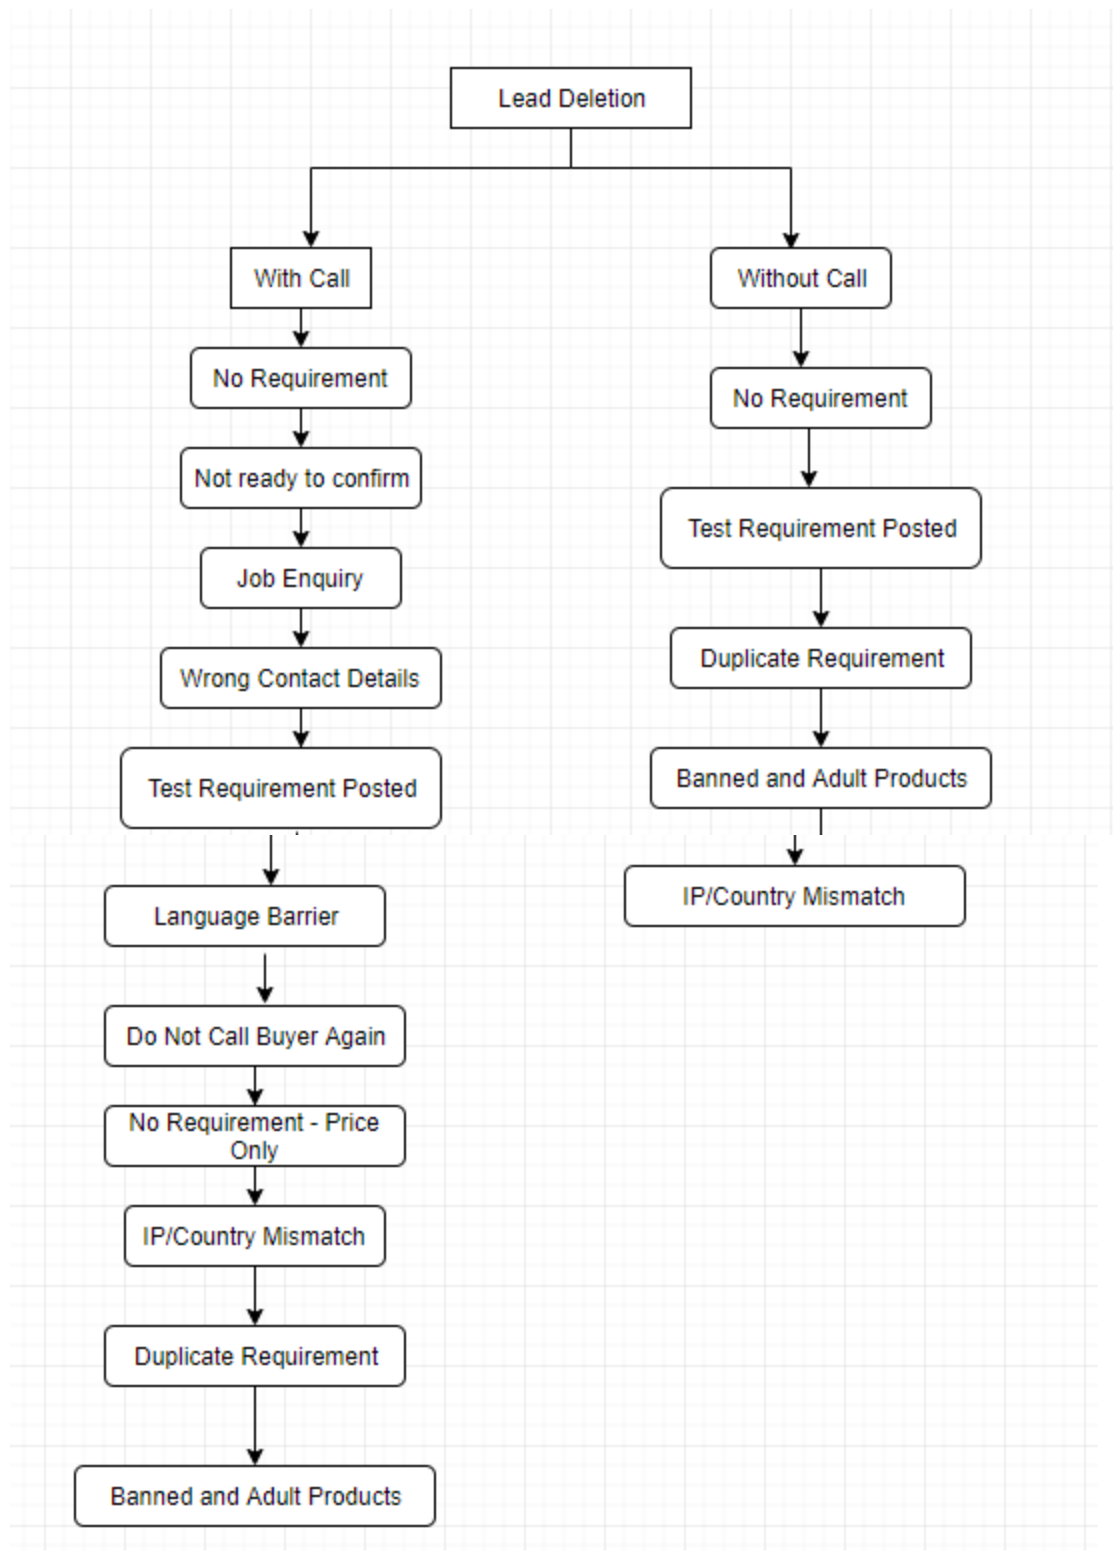 Lead Deletion
With Call
No Requirement
Not ready to confirm
Job Enquiry
Wrong Contact Details
Test Requirement Posted
Language Barrier
Do Not Call Buyer Again
No Requirement - Price
Only
IP/Country Mismatch
Duplicate Requirement
Banned and Adult Products
Without Call
No Requirement
Test Requirement Posted
Duplicate Requirement
Banned and Adult Products
IP/Country Mismatch